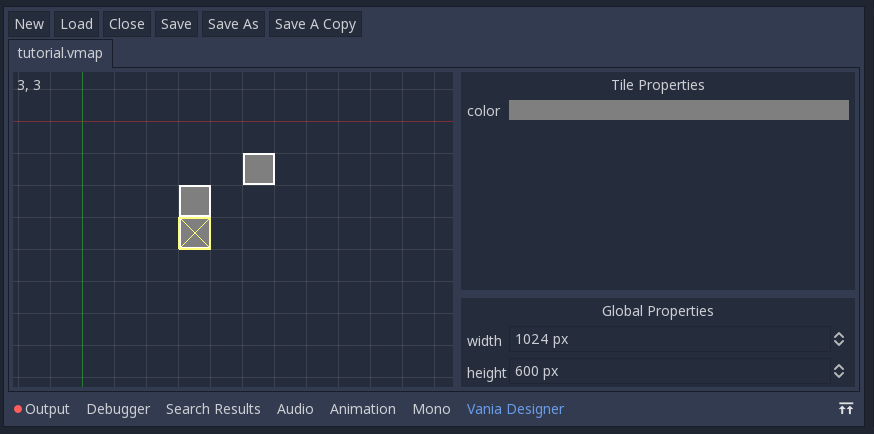 New Load Close Save Save As Save A Copy
tutorial.vmap
3, 3
Tile Properties
color
Global Properties
width 1024 px
height 600 px
Output Debugger Search Results Audio Animation Mono Vania Designer